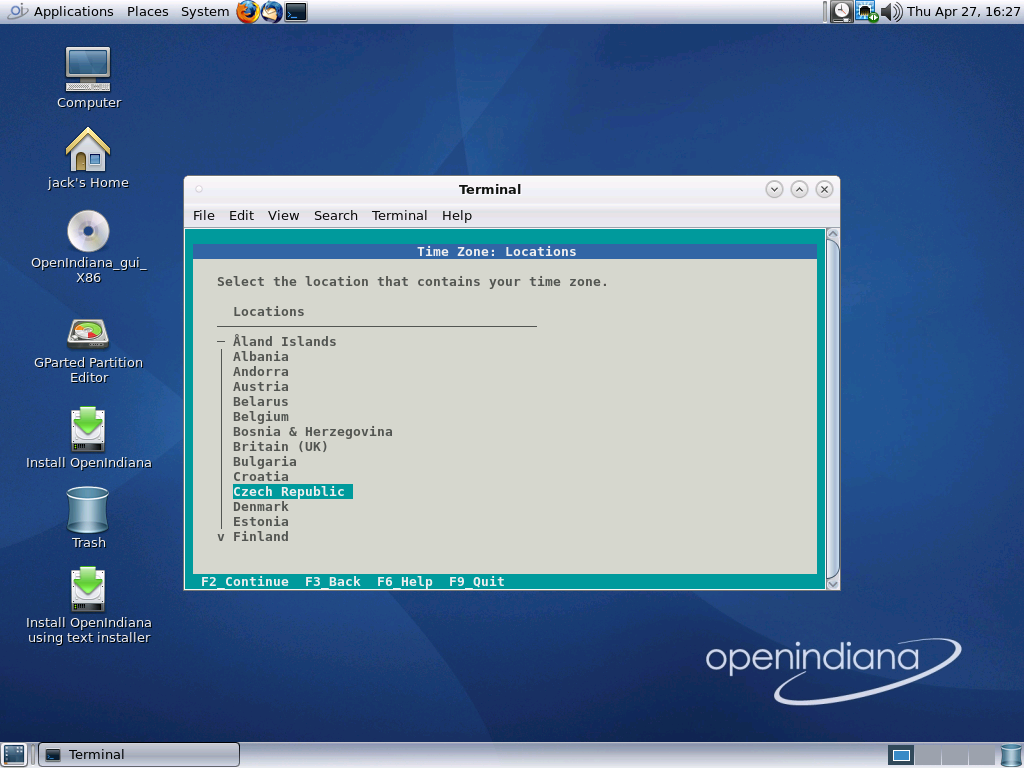 Applications Places System
Thu Apr 27, 16:27
Computer
jack's Home
OpenIndiana_gui_
X86
GParted Partition
Editor
Install OpenIndiana
Trash
Install OpenIndiana
using text installer
Terminal
File Edit View Search Terminal Help
Time Zone: Locations
Select the location that contains your time zone.
Locations
Åland Islands
Albania
Andorra
Austria
Belarus
Belgium
Bosnia & Herzegovina
Britain (UK)
Bulgaria
Croatia
Czech Republic
Denmark
Estonia
v Finland
F2_Continue F3_Back F6_Help F9_Quit
openindiana
Terminal